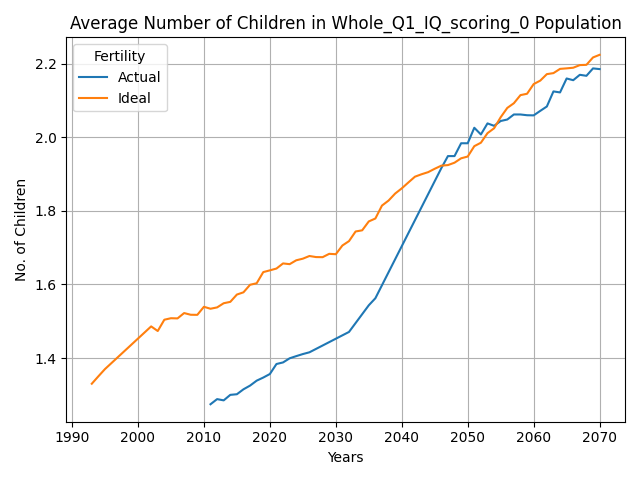 Average Number of Children in Whole_Q1_IQ_scoring_0 Population
Fertility
Actual
Ideal
No. of Children
2.2
2.0
1.8
1.6
1.4
1990 2000 2010 2020 2030 2040 2050 2060 2070
Years